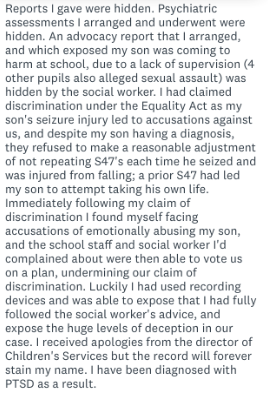 Reports I gave were hidden. Psychiatric
assessments I arranged and underwent were
hidden. An advocacy report that I arranged,
and which exposed my son was coming to
harm at school, due to a lack of supervision (4
other pupils also alleged sexual assault) was
hidden by the social worker. I had claimed
discrimination under the Equality Act as my
son's seizure injury led to accusations against
us, and despite my son having a diagnosis,
they refused to make a reasonable adjustment
of not repeating S47's each time he seized and
was injured from falling; a prior S47 had led
my son to attempt taking his own life.
Immediately following my claim of
discrimination I found myself facing
accusations of emotionally abusing my son,
and the school staff and social worker I'd
complained about were then able to vote us
on a plan, undermining our claim of
discrimination. Luckily I had used recording
devices and was able to expose that I had fully
followed the social worker's advice, and
expose the huge levels of deception in our
case. I received apologies from the director of
Children's Services but the record will forever
stain my name. I have been diagnosed with
PTSD as a result.